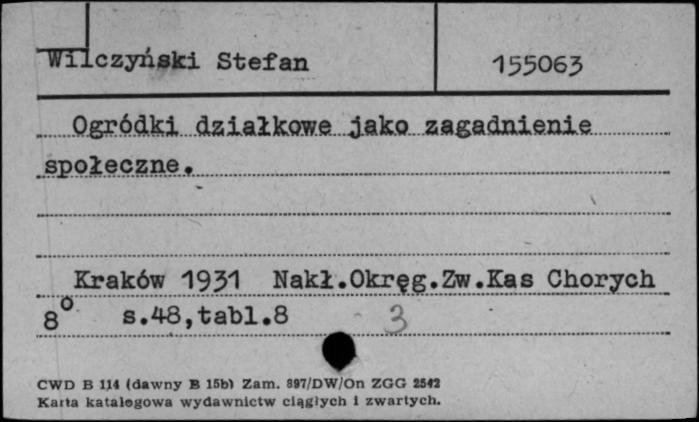 Wilczyński Stefan 155063
Ogródki działkowe jako zagadnienie
społeczne.
Kraków 1931 Nakł.Okręg.Zw.Kas Chorych
8° s.48,tabl.8 3
CWD B 114 (dawny B 15b) Zam. 897/DW/On ZGG 2542
Karta katalogowa wydawnictw ciągłych i zwartych.